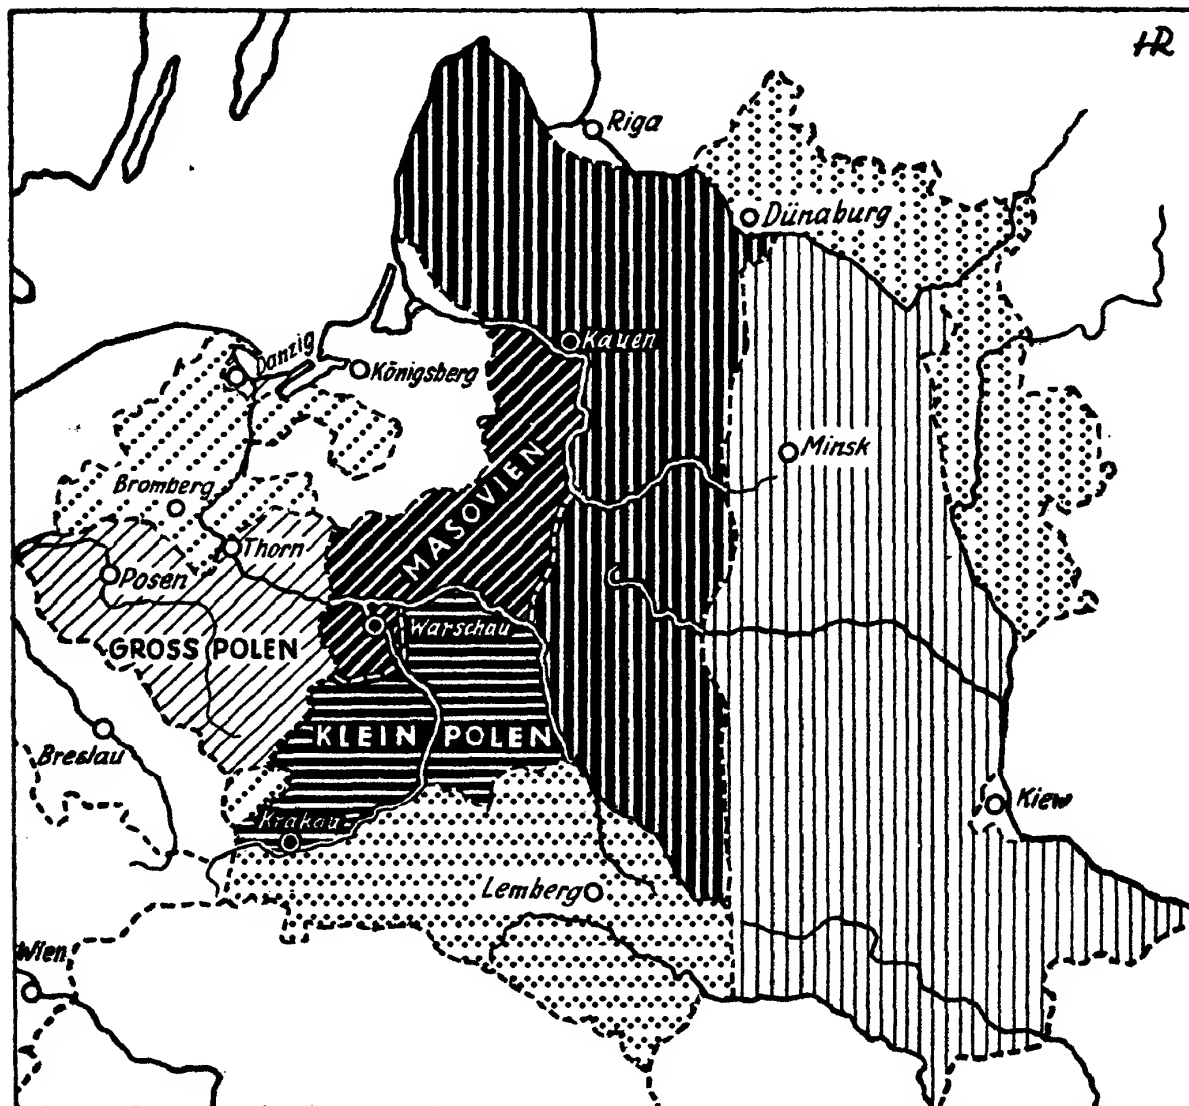 HR
Riga
Dünaburg
Danzig
Kauen
Königsberg
Minsk
MASOVIEN
Bromberg
Thorn
Posen
Warschau
GROSS POLEN
KLEIN POLEN
Breslau
Kiew
Krakau
Lemberg
Wien